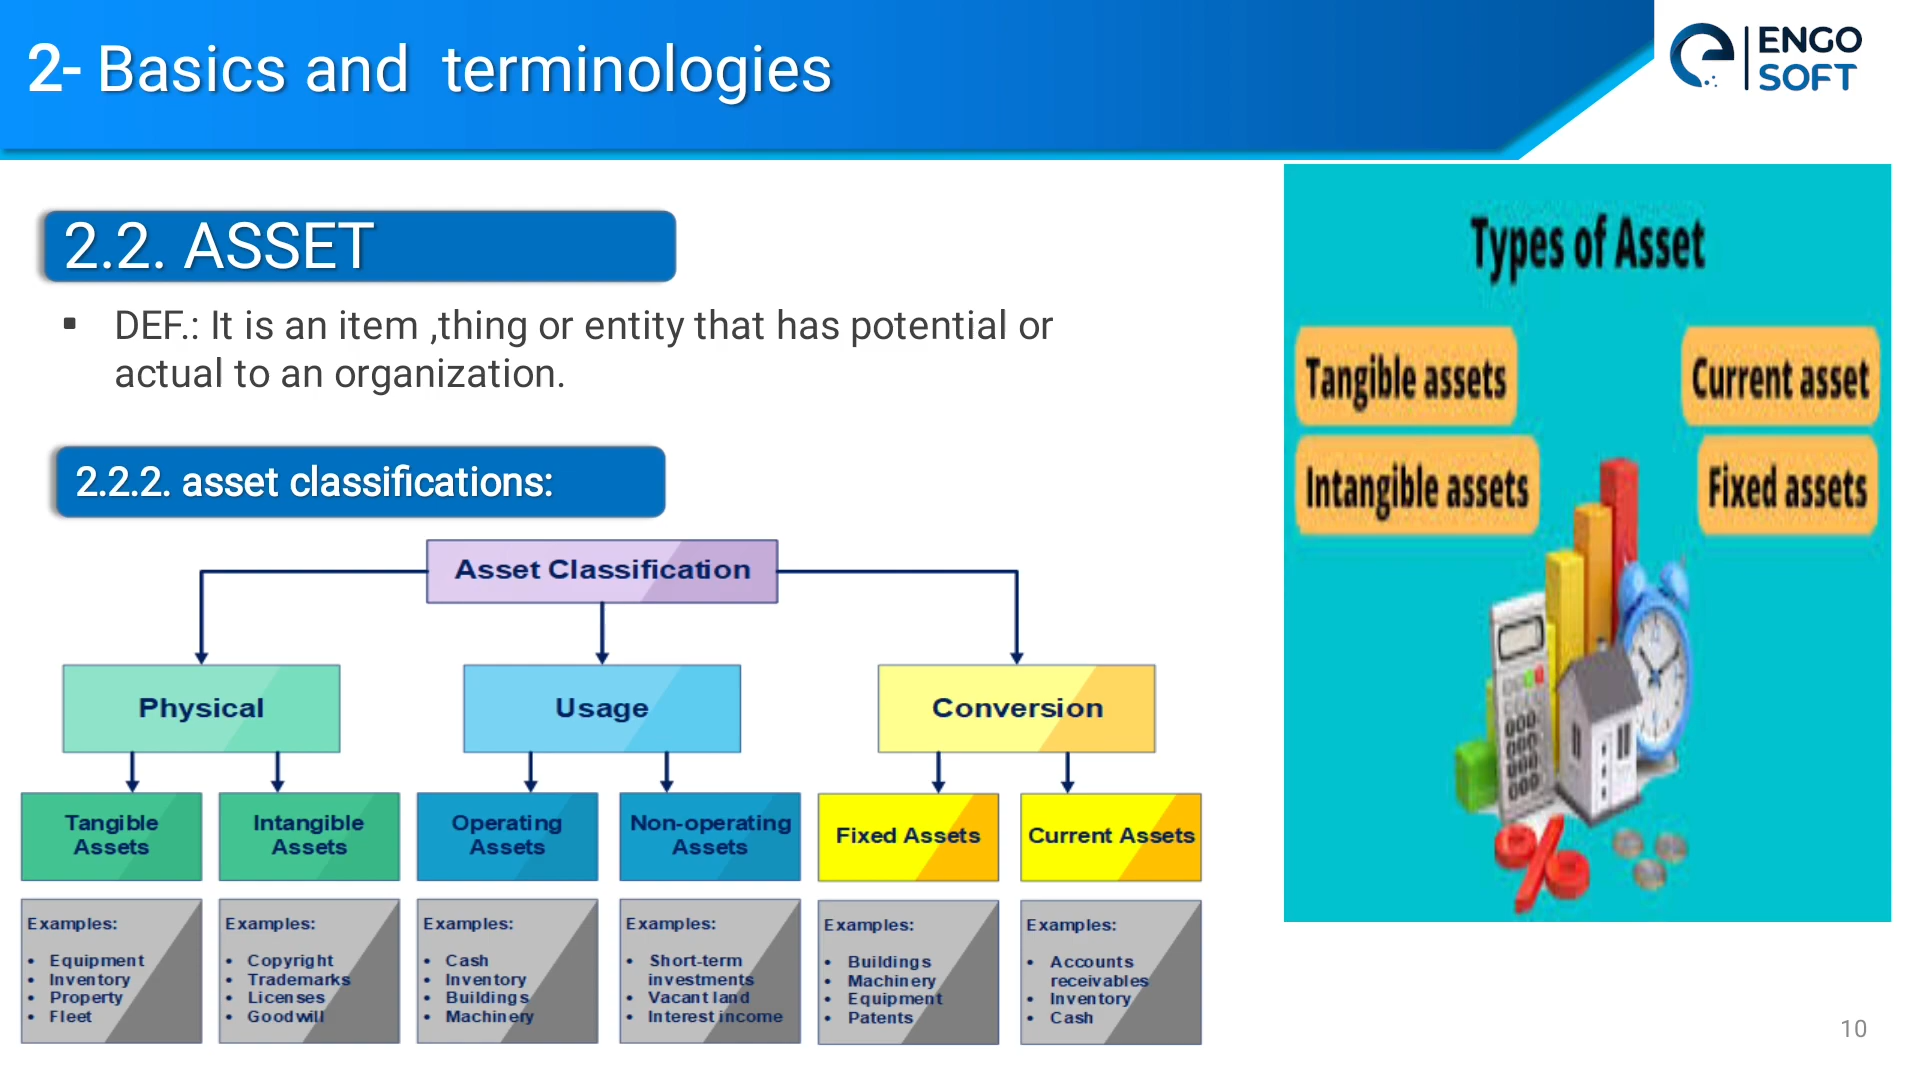 2- Basics and  terminologies
ENGO
SOFT
2.2. ASSET
▪ DEF.: It is an item ,thing or entity that has potential or
actual to an organization.
2.2.2. asset classifications:
Asset Classification
Physical
Usage
Conversion
Tangible
Assets
Intangible
Assets
Operating
Assets
Non-operating
Assets
Fixed Assets
Current Assets
Examples:
• Equipment
• Inventory
• Property
• Fleet
Examples:
• Copyright
• Trademarks
• Licenses
• Goodwill
Examples:
• Cash
• Inventory
• Buildings
• Machinery
Examples:
• Short-term
investments
• Vacant land
• Interest income
Examples:
• Buildings
• Machinery
• Equipment
• Patents
Examples:
• Accounts
receivables
• Inventory
• Cash
Types of Asset
Tangible assets
Current asset
Intangible assets
Fixed assets
%
10